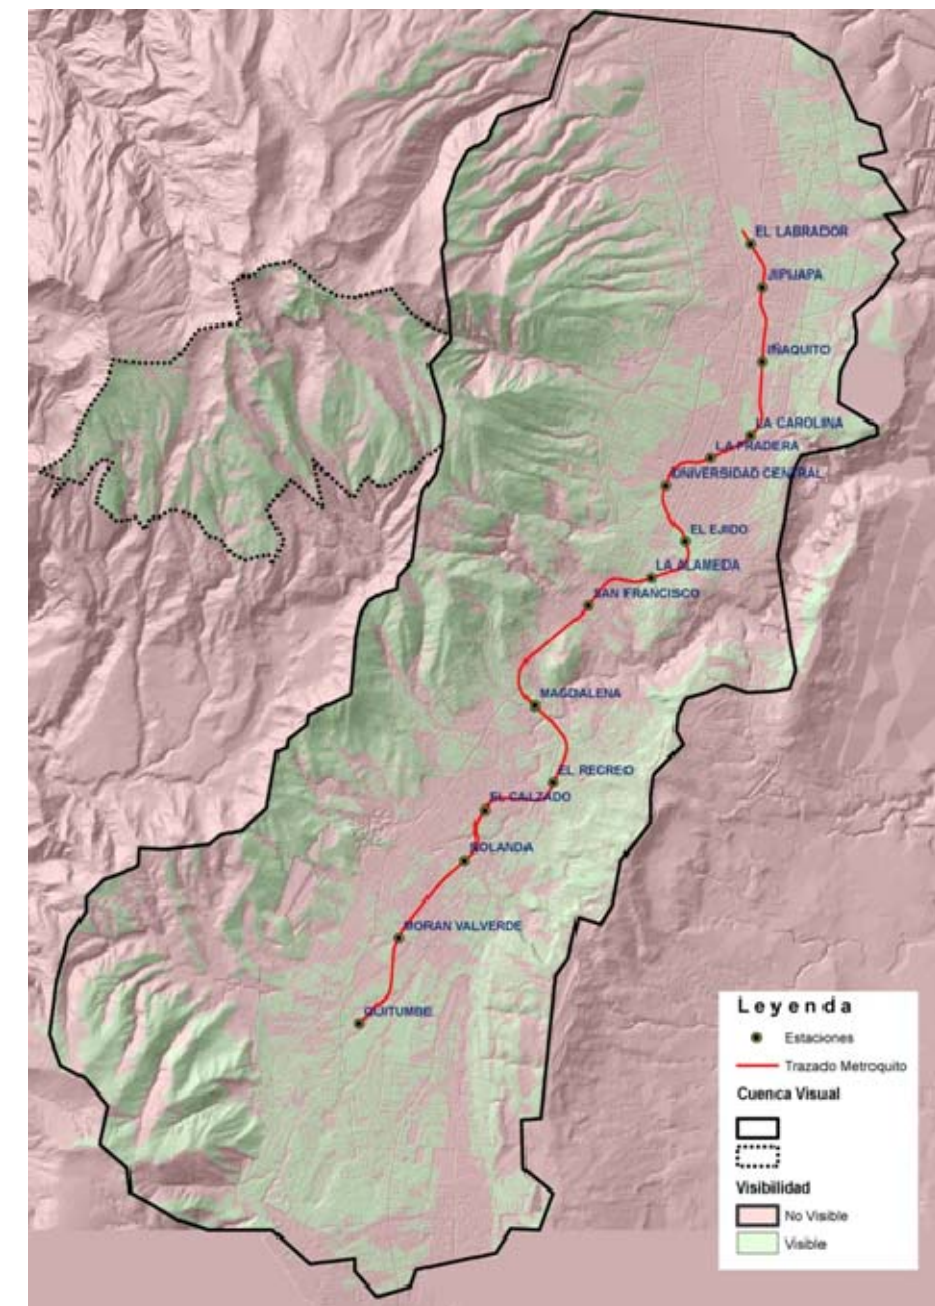 EL LABRADOR
JIPIJAPA
IÑAQUITO
LA CAROLINA
LA PRADERA
UNIVERSIDAD CENTRAL
EL EJIDO
LA ALAMEDA
SAN FRANCISCO
MAGDALENA
EL RECREO
EL CALZADO
SOLANDA
MORAN VALVERDE
QUITUMBE
Leyenda
Estaciones
Trazado Metroquito
Cuenca Visual
Visibilidad
No Visible
Visible